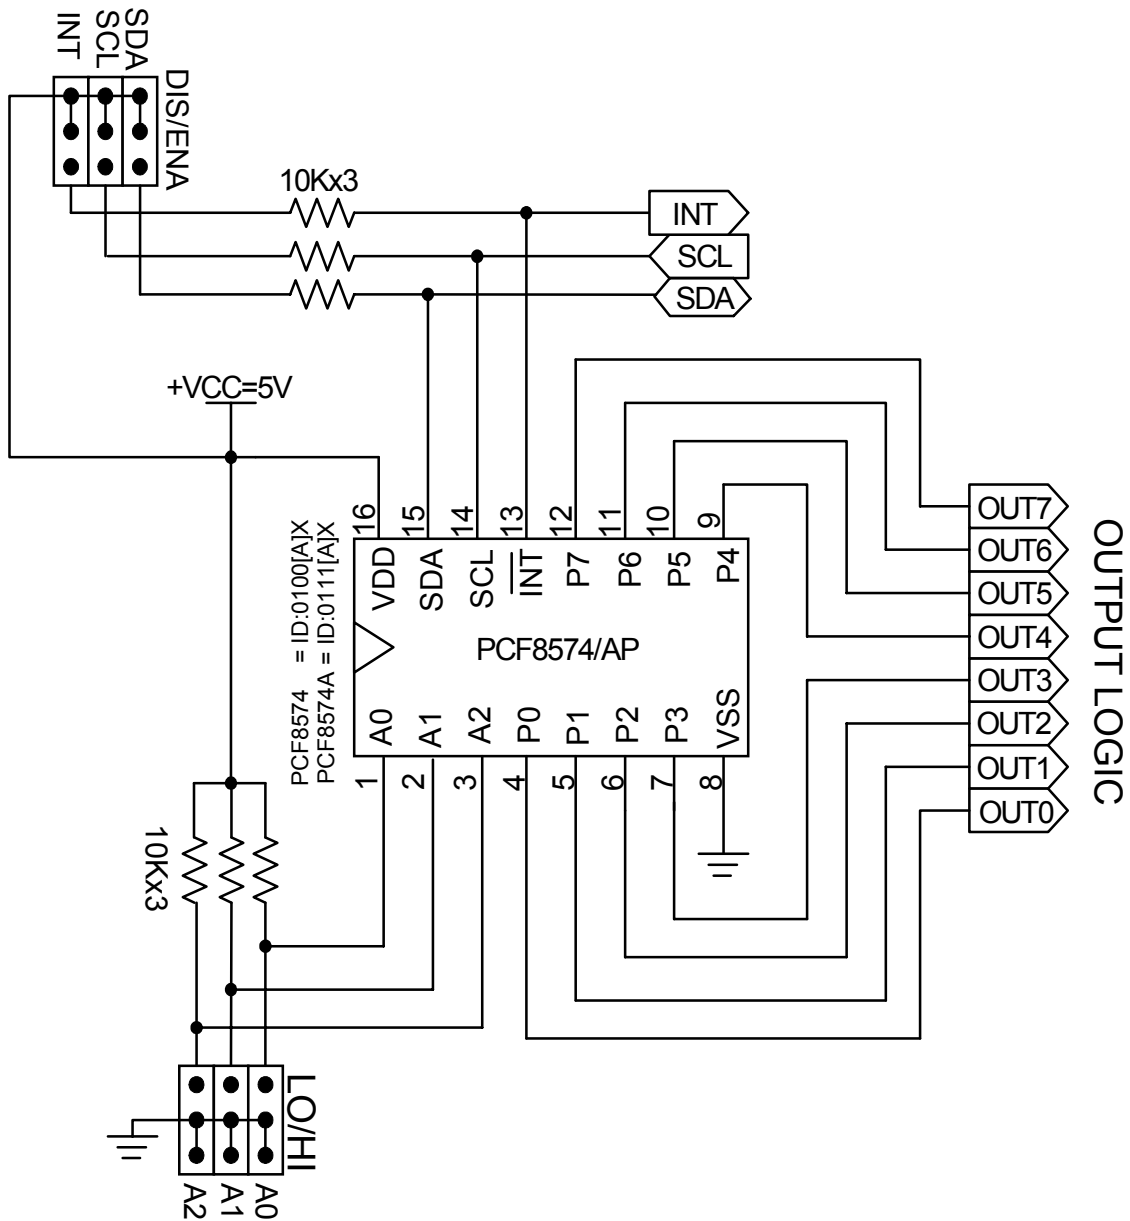 SDA
SCL
INT
DIS/ENA
10Kx3
INT
SCL
SDA
+VCC=5V
16
15
14
13
12
11
10
9
VDD
SDA
SCL
INT
P7
P6
P5
P4
PCF8574 = ID:0100[A]X
PCF8574A = ID:0111[A]X
PCF8574/AP
A0
A1
A2
P0
P1
P2
P3
VSS
1
2
3
4
5
6
7
8
OUT7
OUT6
OUT5
OUT4
OUT3
OUT2
OUT1
OUT0
OUTPUT LOGIC
10Kx3
LO/HI
A2
A1
A0